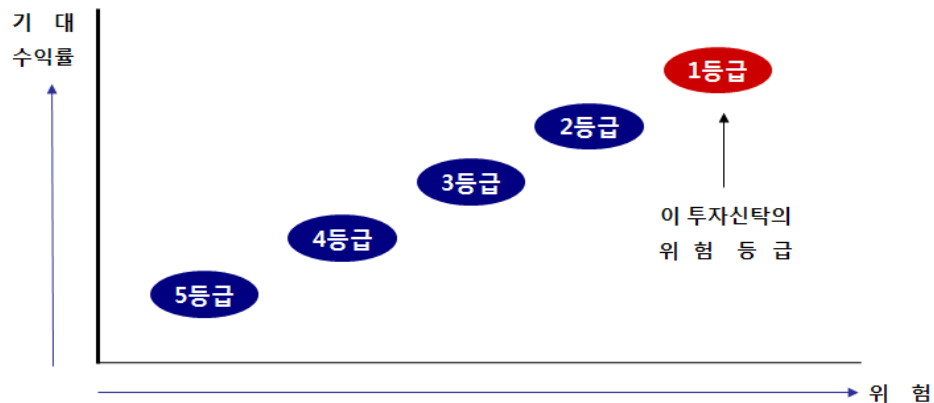 기 대
수익률
1등급
2등급
3등급
4등급
5등급
이 투자신탁의
위 험 등 급
위 험